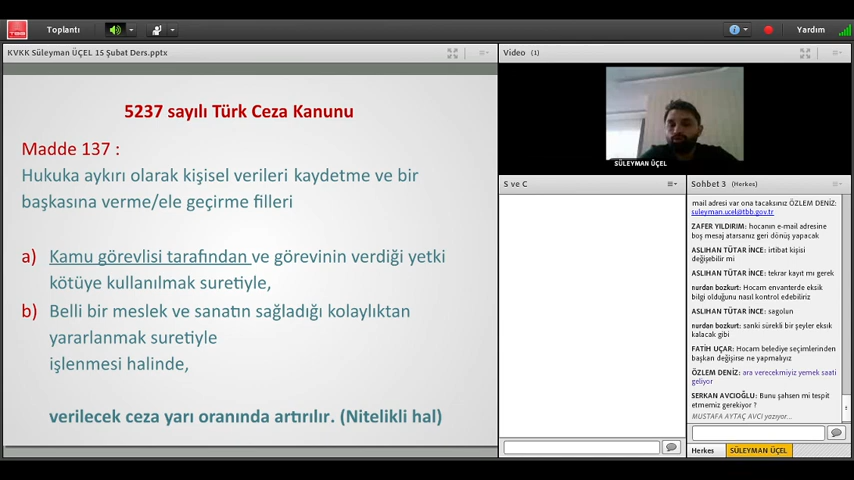 TBB
Toplantı
Yardım
KVKK Süleyman ÜÇEL 15 Şubat Ders.pptx
5237 sayılı Türk Ceza Kanunu
Madde 137 :
Hukuka aykırı olarak kişisel verileri kaydetme ve bir
başkasına verme/ele geçirme filleri
a) Kamu görevlisi tarafından ve görevinin verdiği yetki
kötüye kullanılmak suretiyle,
b) Belli bir meslek ve sanatın sağladığı kolaylıktan
yararlanmak suretiyle
işlenmesi halinde,
verilecek ceza yarı oranında artırılır. (Nitelikli hal)
Video (1)
SÜLEYMAN ÜÇEL
S ve C
Sohbet 3 (Herkes)
mail adresi var ona tacaksınız ÖZLEM DENİZ:
suleyman.ucel@tbb.gov.tr
ZAFER YILDIRIM: hocanın e-mail adresine
boş mesaj atarsanız geri dönüş yapacak
ASLIHAN TÜTAR İNCE: irtibat kişisi
değişebilir mi
ASLIHAN TÜTAR İNCE: tekrar kayıt mı gerek
nurdan bozkurt: Hocam envanterde eksik
bilgi olduğunu nasıl kontrol edebiliriz
ASLIHAN TÜTAR İNCE: sagolun
nurdan bozkurt: sanki sürekli bir şeyler eksık
kalacak gibi
FATİH UÇAR: Hocam belediye seçimlerinden
başkan değişirse ne yapmalıyız
ÖZLEM DENİZ: ara verecekmiyiz yemek saati
geliyor
SERKAN AVCIOĞLU: Bunu şahsen mi tespit
etmemiz gerekiyor ?
MUSTAFA AYTAÇ AVCI yazıyor...
Herkes
SÜLEYMAN ÜÇEL